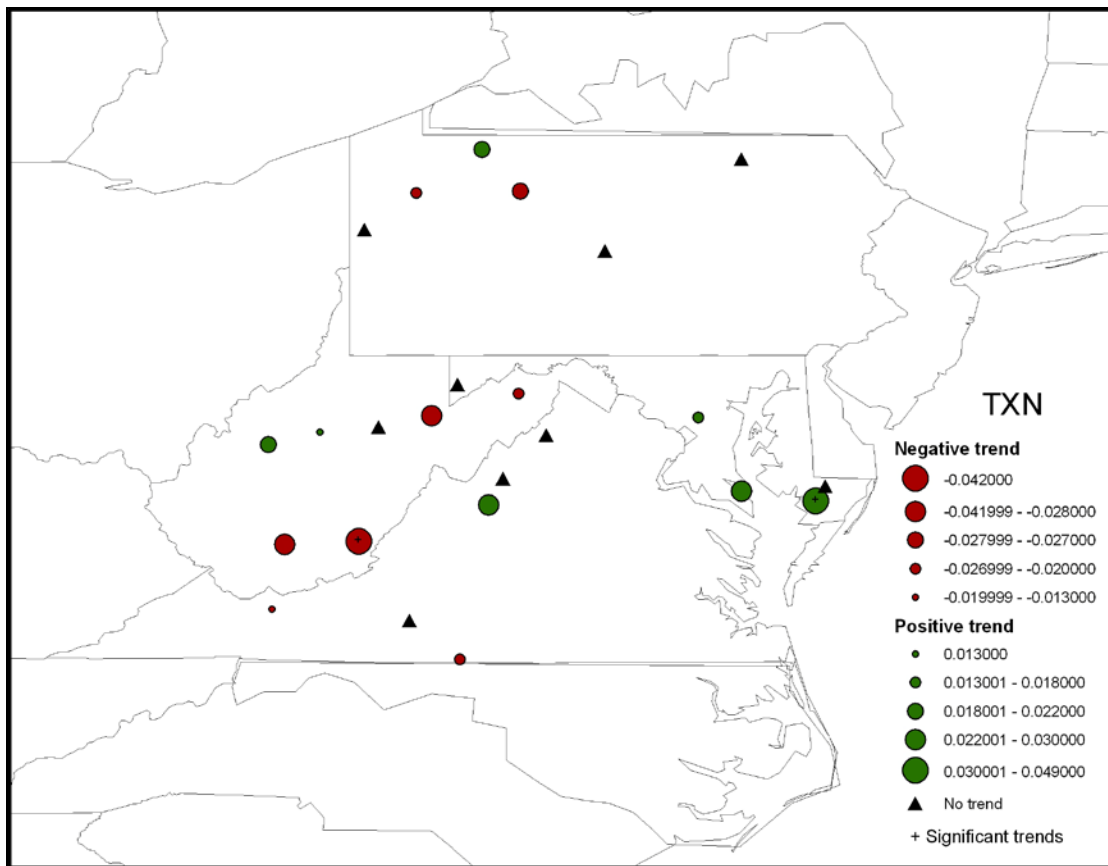 TXN
Negative trend
-0.042000
-0.041999 - -0.028000
-0.027999 - -0.027000
-0.026999 - -0.020000
-0.019999 - -0.013000
Positive trend
0.013000
0.013001 - 0.018000
0.018001 - 0.022000
0.022001 - 0.030000
0.030001 - 0.049000
No trend
+ Significant trends